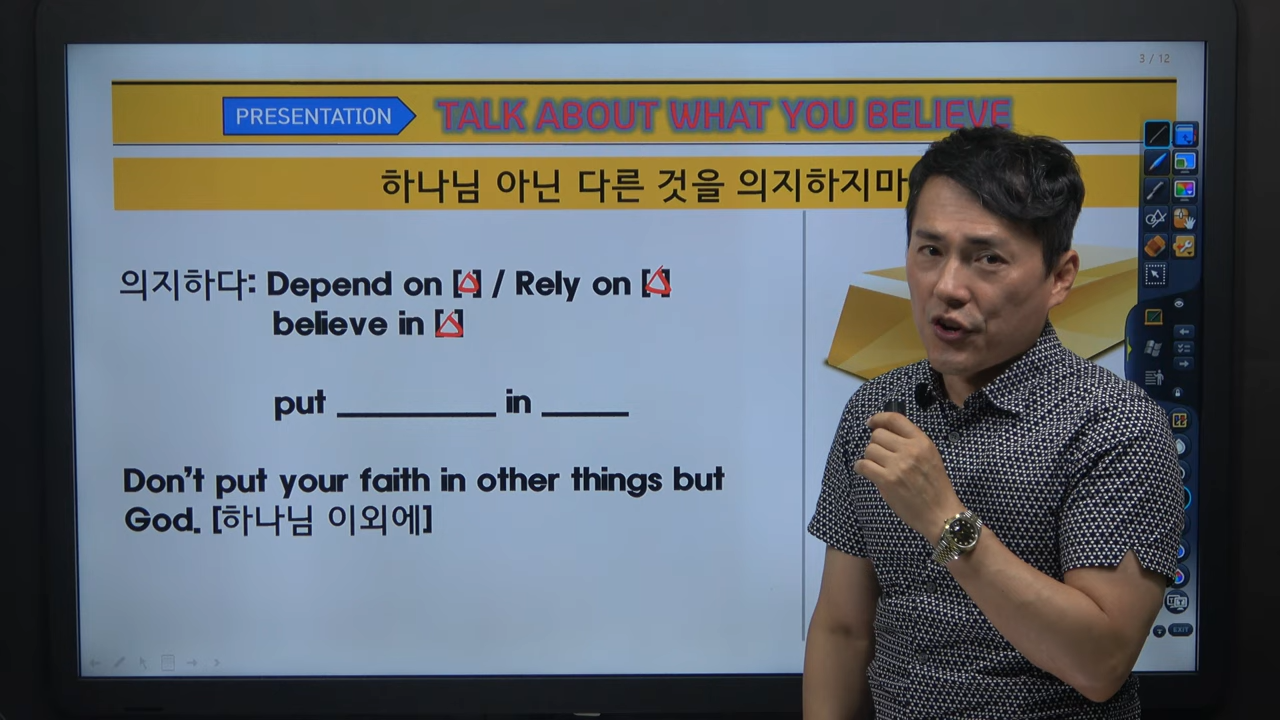 3 / 12
PRESENTATION
TALK ABOUT WHAT YOU BELIEVE
하나님 아닌 다른 것을 의지하지마
의지하다: Depend on [ ] / Rely on [ ]
believe in [ ]
put __________ in _____
Don't put your faith in other things but
God. [하나님 이외에]
EXIT